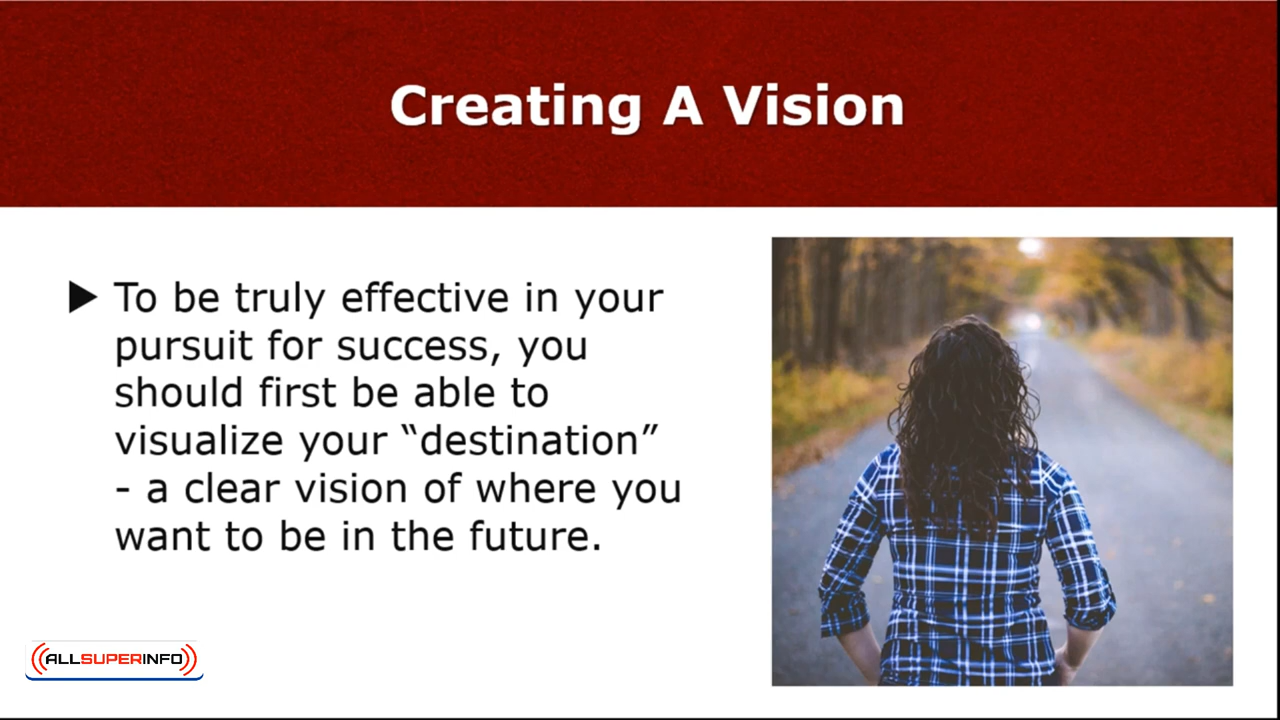 Creating A Vision
To be truly effective in your
pursuit for success, you
should first be able to
visualize your “destination”
- a clear vision of where you
want to be in the future.
ALLSUPERINFO